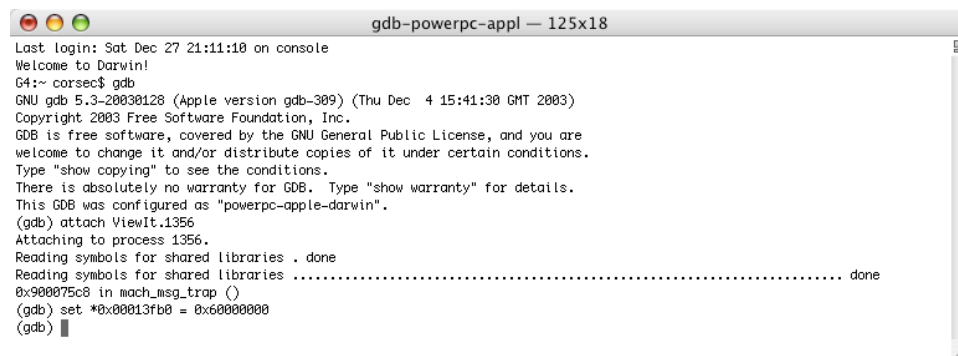 gdb-powerpc-appl — 125x18
Last login: Sat Dec 27 21:11:10 on console
Welcome to Darwin!
G4:~ corsec$ gdb
GNU gdb 5.3-20030128 (Apple version gdb-309) (Thu Dec  4 15:41:30 GMT 2003)
Copyright 2003 Free Software Foundation, Inc.
GDB is free software, covered by the GNU General Public License, and you are
welcome to change it and/or distribute copies of it under certain conditions.
Type "show copying" to see the conditions.
There is absolutely no warranty for GDB.  Type "show warranty" for details.
This GDB was configured as "powerpc-apple-darwin".
(gdb) attach ViewIt.1356
Attaching to process 1356.
Reading symbols for shared libraries . done
Reading symbols for shared libraries .......................................................................... done
0x900075c8 in mach_msg_trap ()
(gdb) set *0x00013fb0 = 0x60000000
(gdb)